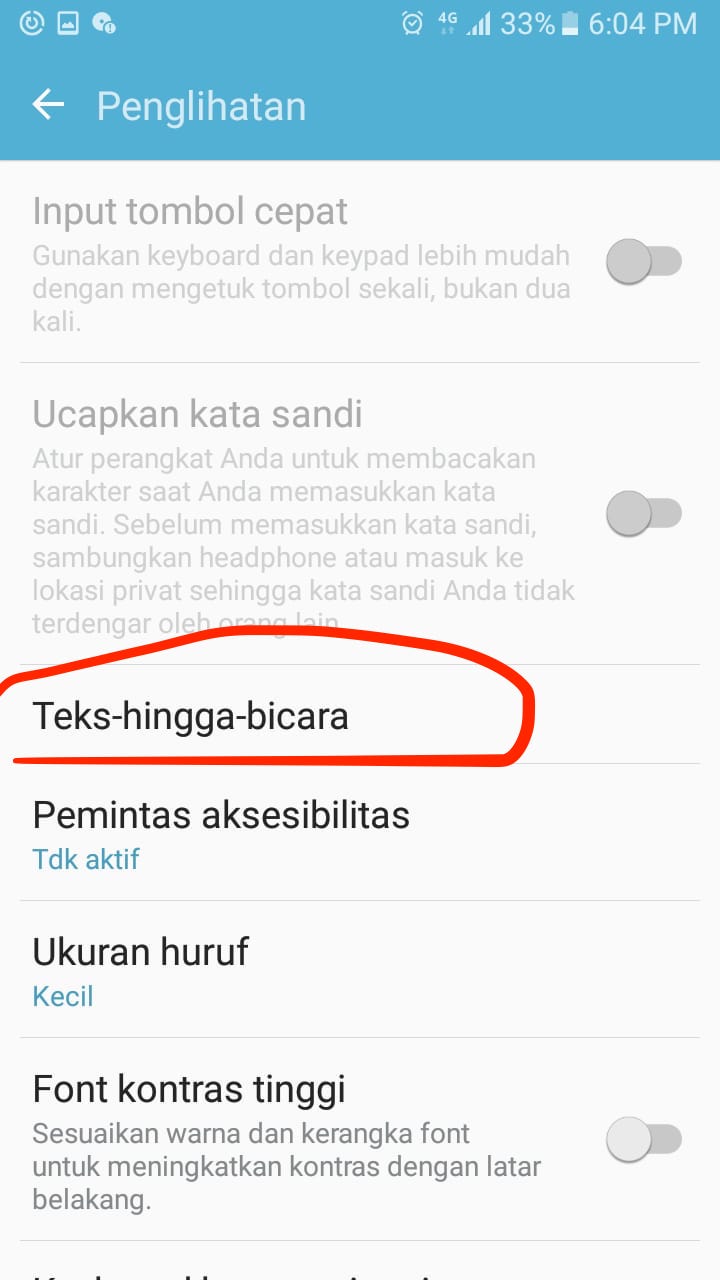 4G 33% 6:04 PM
Penglihatan
Input tombol cepat
Gunakan keyboard dan keypad lebih mudah
dengan mengetuk tombol sekali, bukan dua
kali.
Ucapkan kata sandi
Atur perangkat Anda untuk membacakan
karakter saat Anda memasukkan kata
sandi. Sebelum memasukkan kata sandi,
sambungkan headphone atau masuk ke
lokasi privat sehingga kata sandi Anda tidak
terdengar oleh orang lain.
Teks-hingga-bicara
Pemintas aksesibilitas
Tdk aktif
Ukuran huruf
Kecil
Font kontras tinggi
Sesuaikan warna dan kerangka font
untuk meningkatkan kontras dengan latar
belakang.